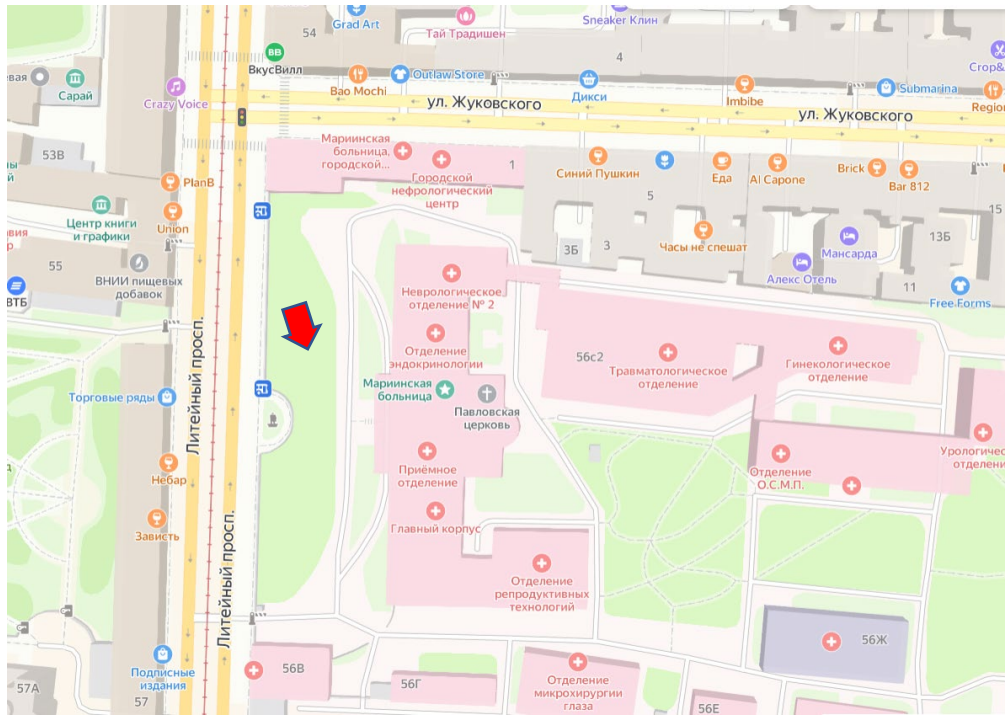 54
Grad Art
Тай Традишен
Sneaker Клин
4
ВВ
ВкусВилл
евая
Сарай
Crazy Voice
Bao Mochi
Outlaw Store
Дикси
Imbibe
Submarina
Crop&
Region
ул. Жуковского
ул. Жуковского
53В
PlanB
Union
Центр книги
и графики
55
ВНИИ пищевых
добавок
ВТБ
Мариинская
больница,
городской...
Городской
нефрологический
центр
1
Синий Пушкин
Еда
Al Capone
Brick
Bar 812
5
15
3Б
3
Часы не спешат
Мансарда
Алекс Отель
13Б
11
Free Forms
Неврологическое
отделение № 2
Отделение
эндокринологии
Мариинская
больница
Павловская
церковь
56с2
Травматологическое
отделение
Гинекологическое
отделение
Литейный просп.
Торговые ряды
Небар
Зависть
Приёмное
отделение
Главный корпус
Отделение
О.С.М.П.
Урологичес
отделени
Отделение
репродуктивных
технологий
Литейный просп.
56Ж
Подписные
издания
57А
57
56В
56Г
Отделение
микрохирургии
глаза
56Е